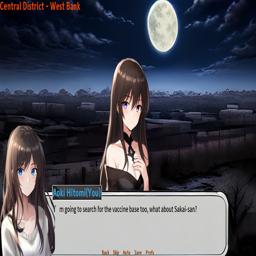 Central District - West Bank
Aoki Hitomi(You)
m going to search for the vaccine base too, what about Sakai-san?
Back Skip Auto Save Prefs